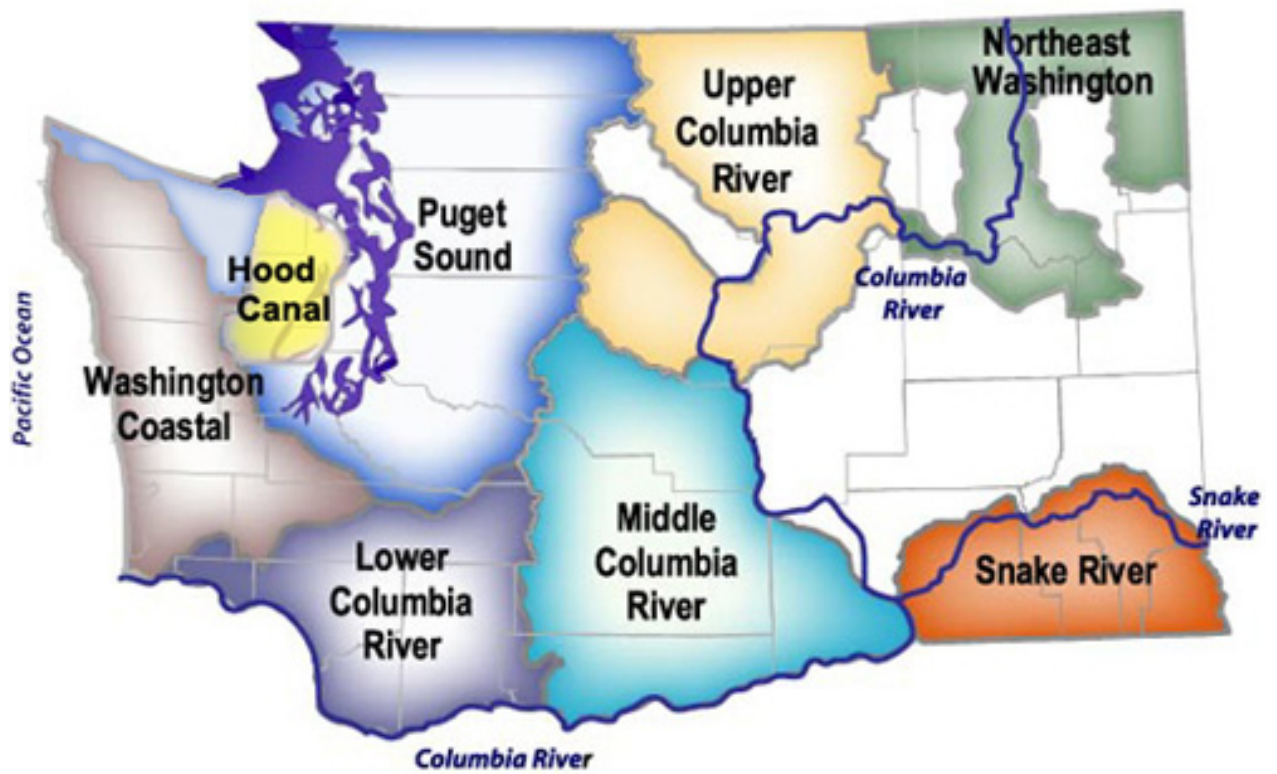 Northeast
Washington
Upper
Columbia
River
Puget
Sound
Hood
Canal
Columbia
River
Pacific Ocean
Washington
Coastal
Snake
River
Middle
Columbia
River
Lower
Columbia
River
Snake River
Columbia River